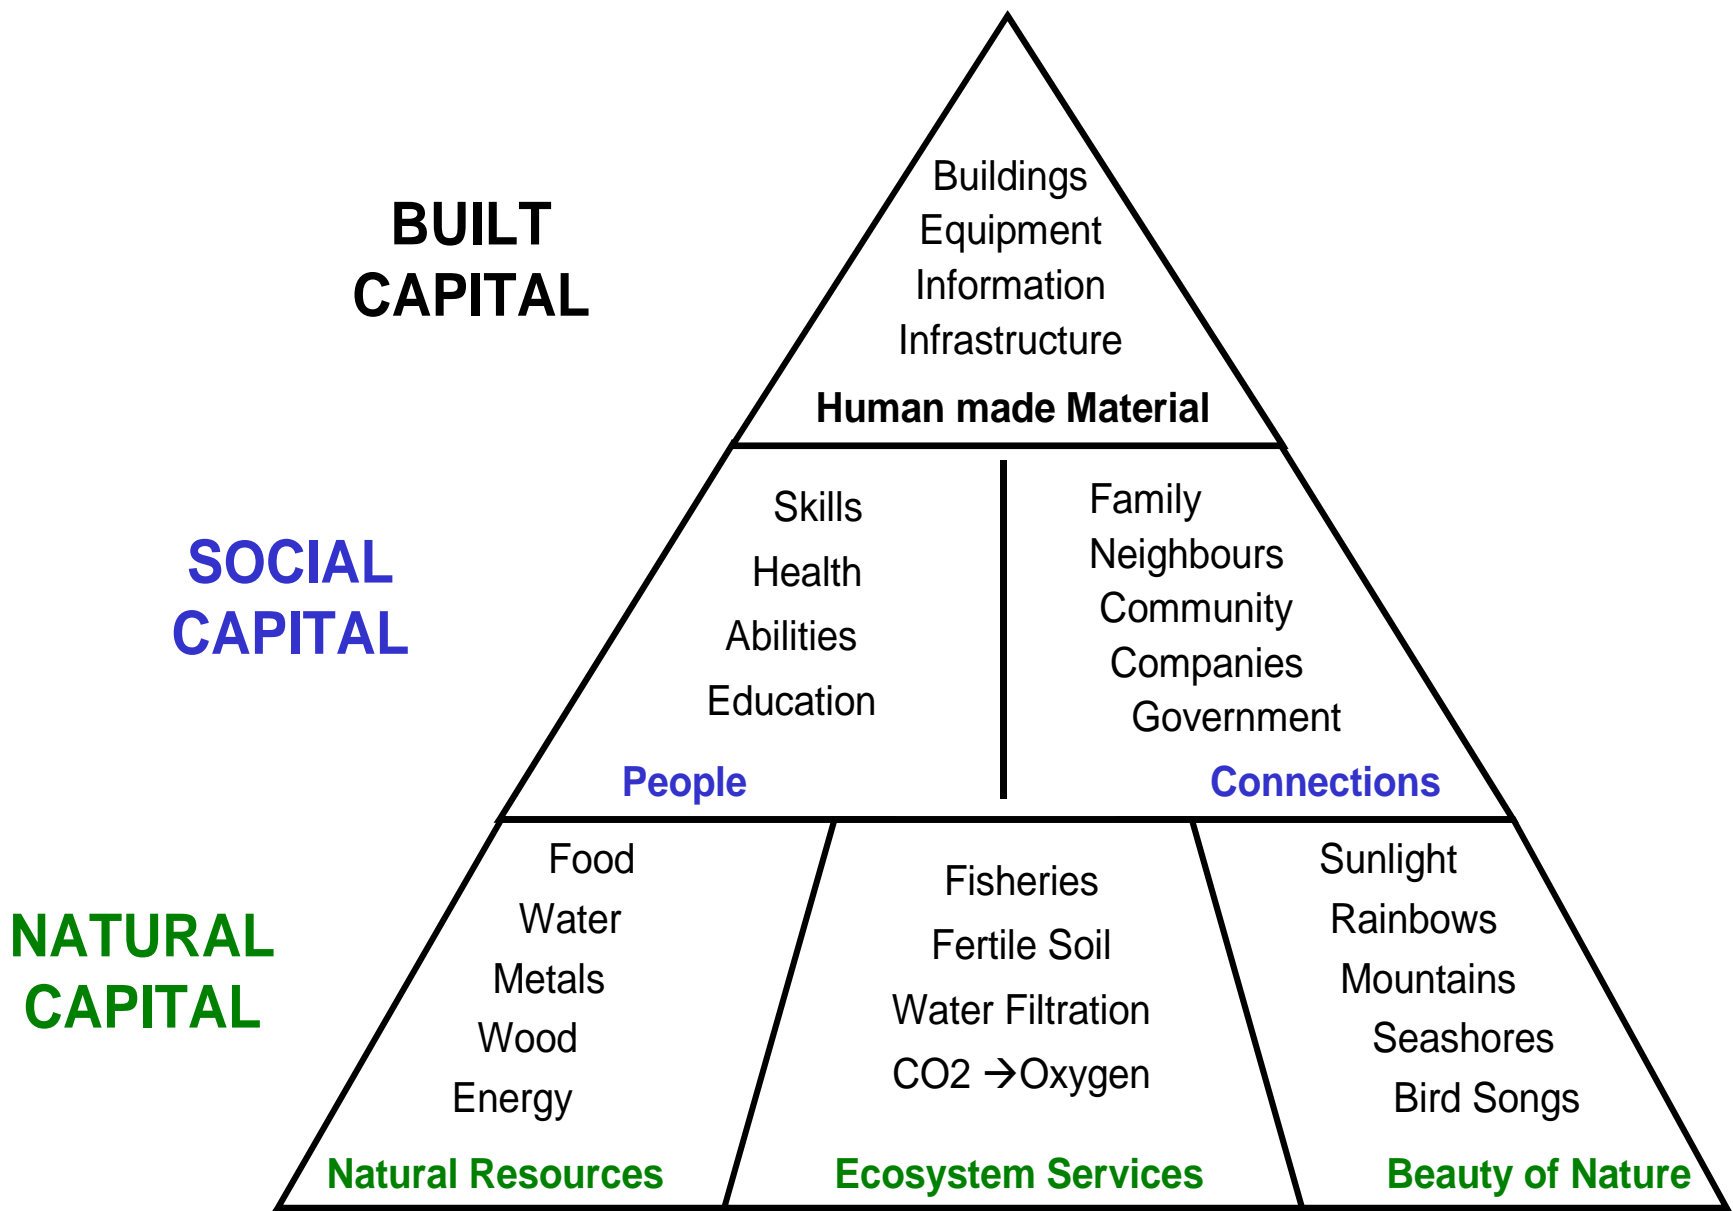 BUILT
CAPITAL
Buildings
Equipment
Information
Infrastructure
Human made Material
SOCIAL
CAPITAL
Skills
Health
Abilities
Education
People
Family
Neighbours
Community
Companies
Government
Connections
NATURAL
CAPITAL
Food
Water
Metals
Wood
Energy
Natural Resources
Fisheries
Fertile Soil
Water Filtration
CO2 →Oxygen
Ecosystem Services
Sunlight
Rainbows
Mountains
Seashores
Bird Songs
Beauty of Nature